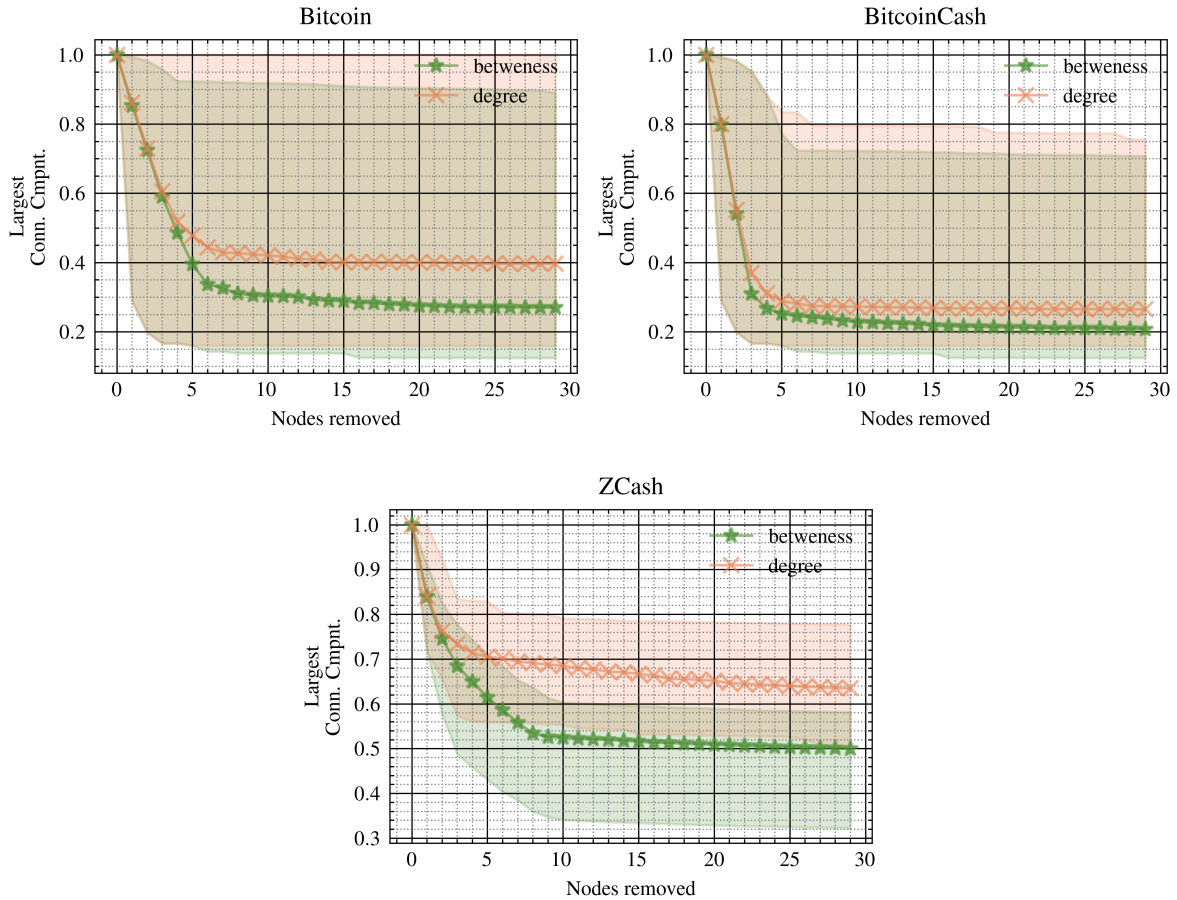 Bitcoin
1.0
0.8
0.6
0.4
0.2
Largest
Conn. Cmpnt.
betweness
degree
0 5 10 15 20 25 30
Nodes removed
BitcoinCash
1.0
0.8
0.6
0.4
0.2
Largest
Conn. Cmpnt.
betweness
degree
0 5 10 15 20 25 30
Nodes removed
ZCash
1.0
0.9
0.8
0.7
0.6
0.5
0.4
0.3
Largest
Conn. Cmpnt.
betweness
degree
0 5 10 15 20 25 30
Nodes removed